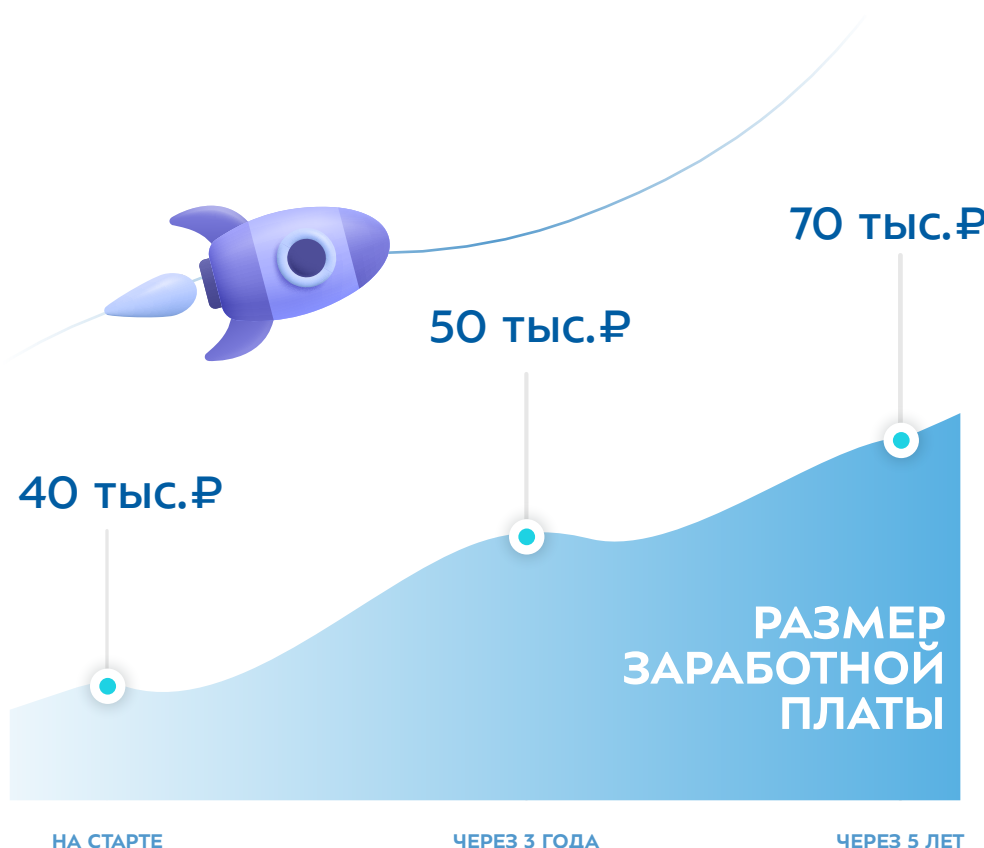 70 тыс.₽
50 тыс.₽
40 тыс.₽
РАЗМЕР
ЗАРАБОТНОЙ
ПЛАТЫ
НА СТАРТЕ
ЧЕРЕЗ 3 ГОДА
ЧЕРЕЗ 5 ЛЕТ